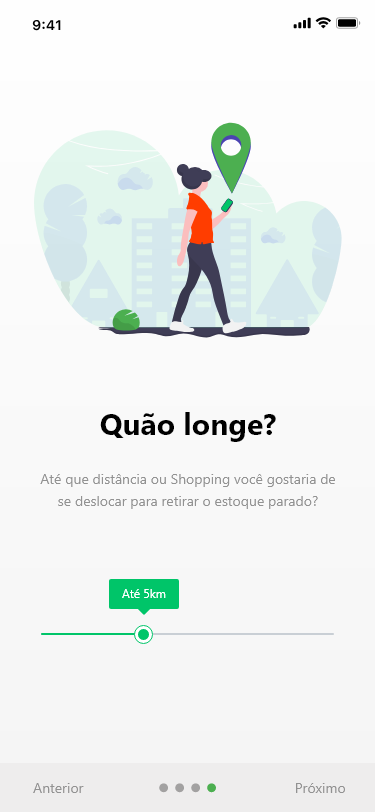 9:41
Quão longe?
Até que distância ou Shopping você gostaria de
se deslocar para retirar o estoque parado?
Até 5km
Anterior
Próximo